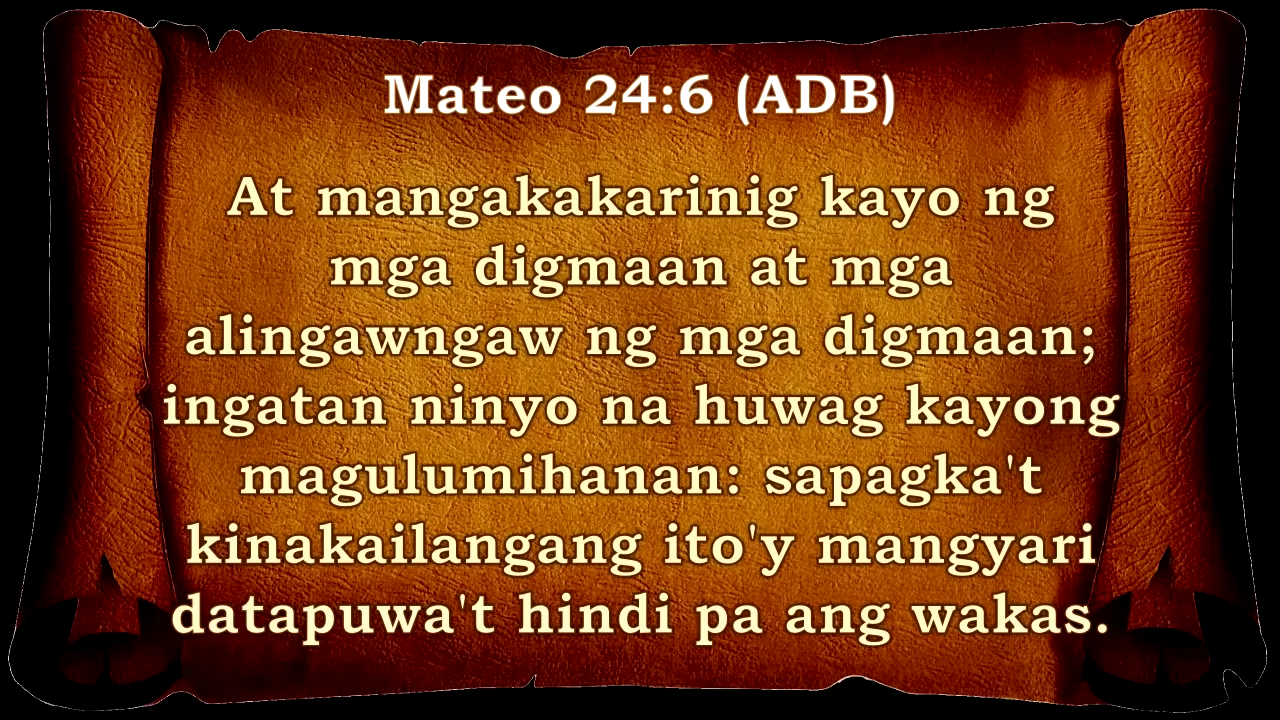 Mateo 24:6 (ADB)
At mangakakarinig kayo ng
mga digmaan at mga
alingawngaw ng mga digmaan;
ingatan ninyo na huwag kayong
magulumihanan: sapagka't
kinakailangang ito'y mangyari
datapuwa't hindi pa ang wakas.